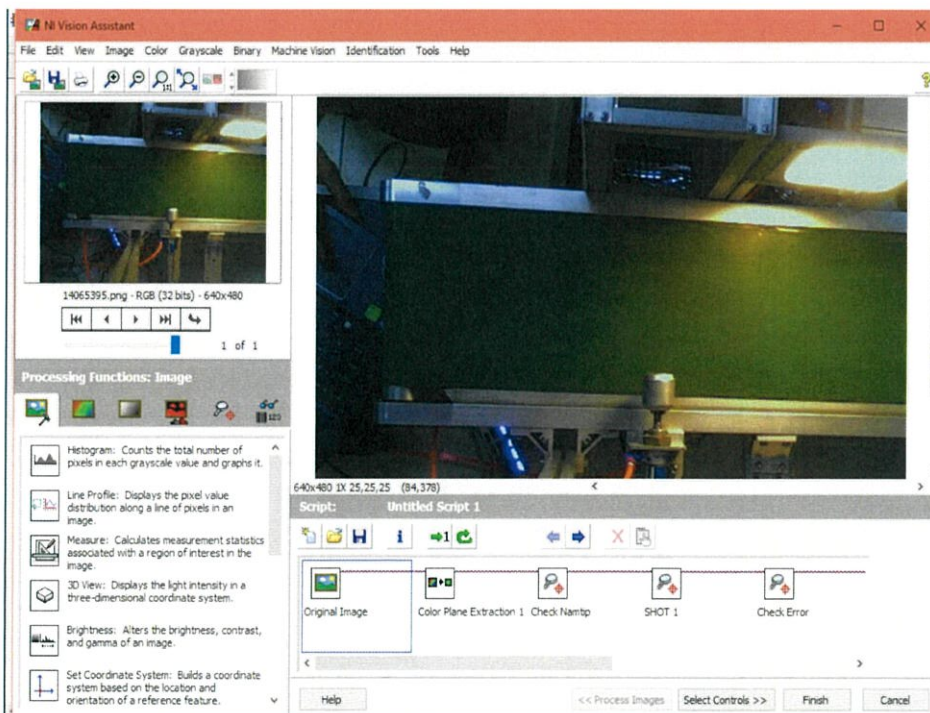 NI Vision Assistant
File Edit View Image Color Grayscale Binary Machine Vision Identification Tools Help
1:1
?
14065395.png - RGB (32 bits) - 640x480
1 of 1
Processing Functions: Image
Histogram: Counts the total number of
pixels in each grayscale value and graphs it.
Line Profile: Displays the pixel value
distribution along a line of pixels in an
image.
Measure: Calculates measurement statistics
associated with a region of interest in the
image.
3D View: Displays the light intensity in a
three-dimensional coordinate system.
Brightness: Alters the brightness, contrast,
and gamma of an image.
Set Coordinate System: Builds a coordinate
system based on the location and
orientation of a reference feature.
640x480 1X 25,25,25 (84,378)
Script: Untitled Script 1
i
1
Original Image
Color Plane Extraction 1
Check Namtip
SHOT 1
Check Error
Help
<< Process Images
Select Controls >>
Finish
Cancel